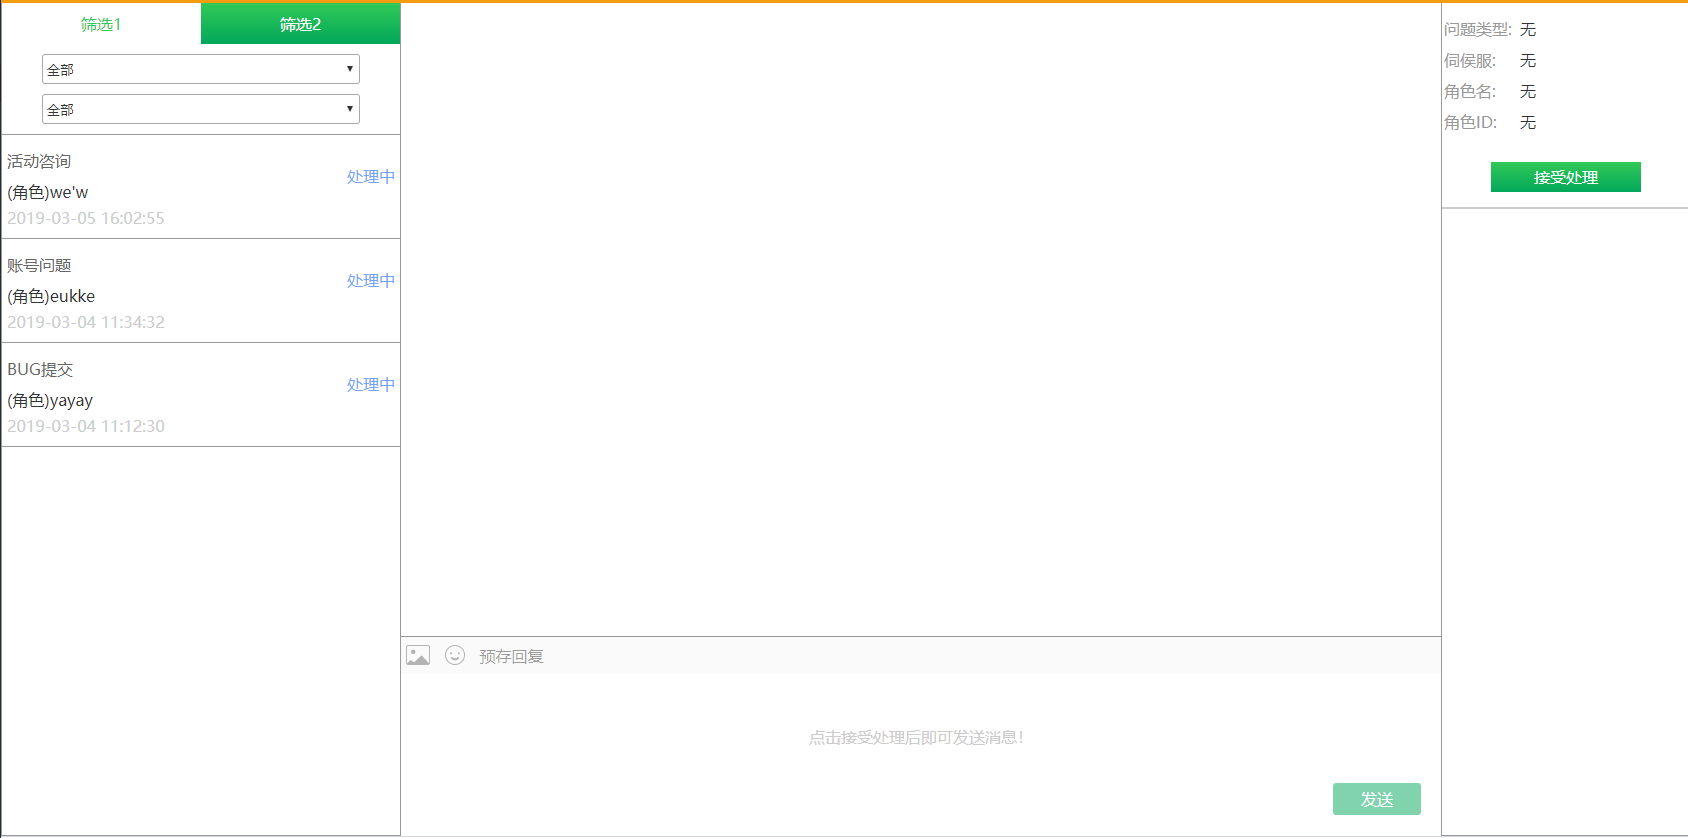 筛选1
筛选2
全部
全部
活动咨询
处理中
(角色)we'w
2019-03-05 16:02:55
账号问题
处理中
(角色)eukke
2019-03-04 11:34:32
BUG提交
处理中
(角色)yayay
2019-03-04 11:12:30
预存回复
点击接受处理后即可发送消息！
发送
问题类型: 无
伺侯服: 无
角色名: 无
角色ID: 无
接受处理